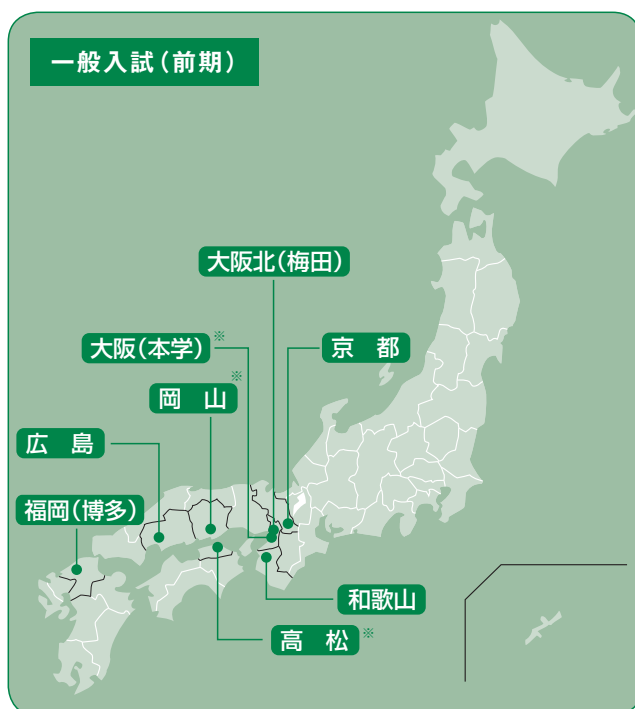 一般入試(前期)
大阪北(梅田)
大阪(本学)※
京　都
岡　山※
広　島
福岡(博多)
和歌山
高　松※